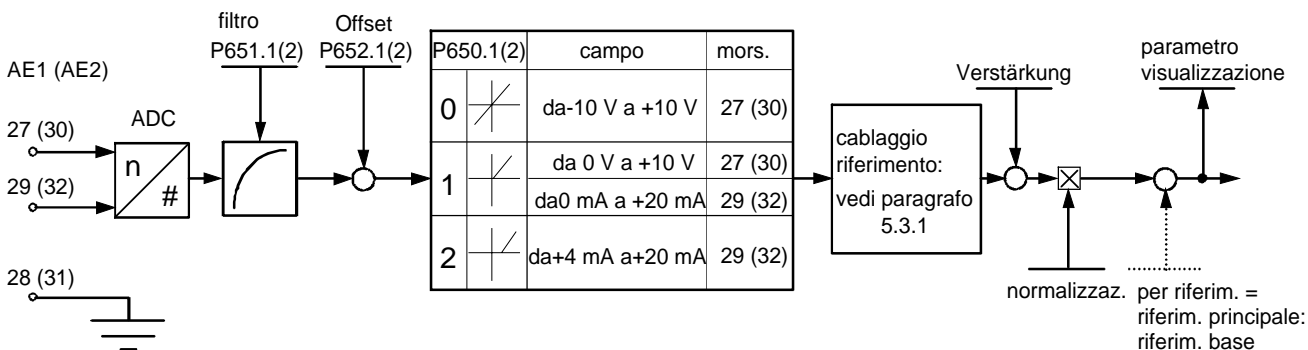 filtro
P651.1(2)
Offset
P652.1(2)
AE1 (AE2)
27 (30)
29 (32)
28 (31)
ADC
n
#
P650.1(2) campo mors.
0 da-10 V a +10 V 27 (30)
1 da 0 V a +10 V 27 (30)
da0 mA a +20 mA 29 (32)
2 da+4 mA a+20 mA 29 (32)
cablaggio
riferimento:
vedi paragrafo
5.3.1
Verstärkung
normalizzaz.
parametro
visualizzazione
per riferim. =
riferim. principale:
riferim. base